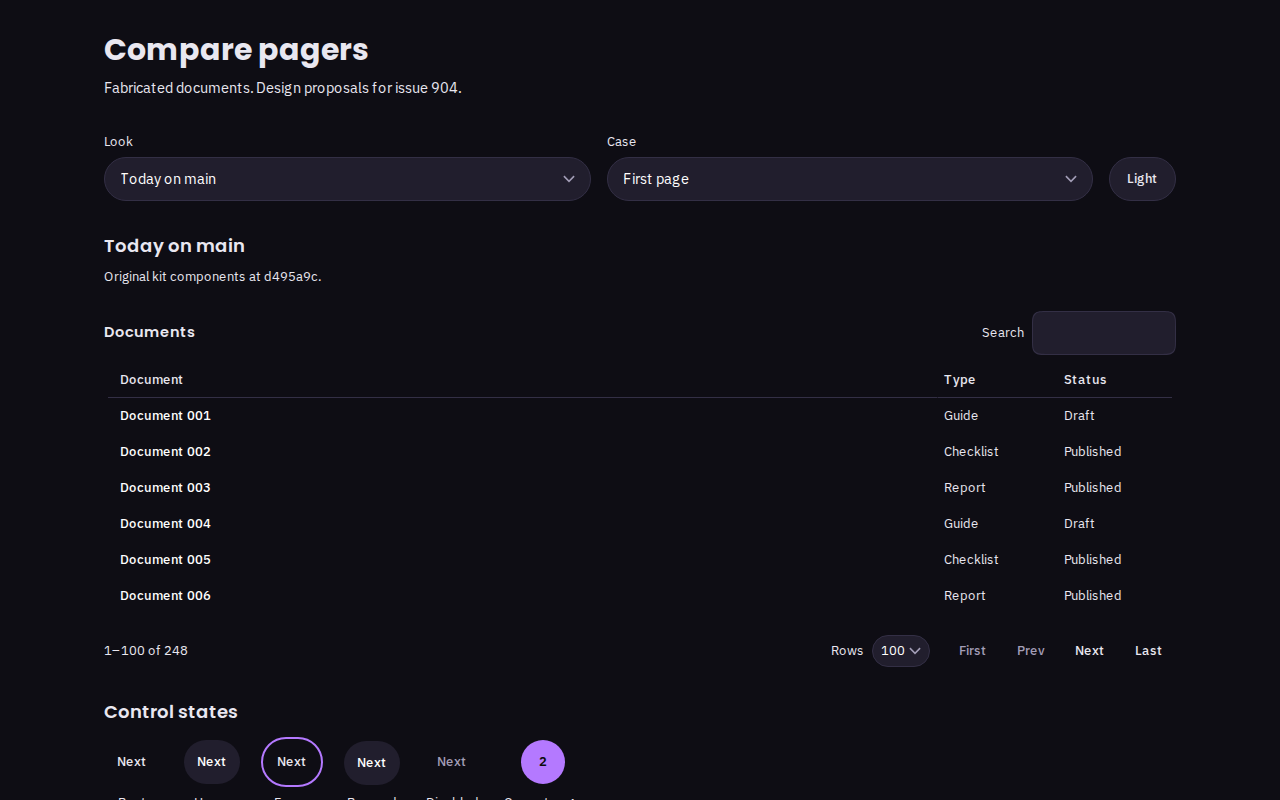 Compare pagers
Fabricated documents. Design proposals for issue 904.
Look
Case
Today on main
First page
Light
Today on main
Original kit components at d495a9c.
Documents
Search
Document Type Status
Document 001 Guide Draft
Document 002 Checklist Published
Document 003 Report Published
Document 004 Guide Draft
Document 005 Checklist Published
Document 006 Report Published
1–100 of 248 Rows 100 First Prev Next Last
Control states
Next Next Next Next Next 2